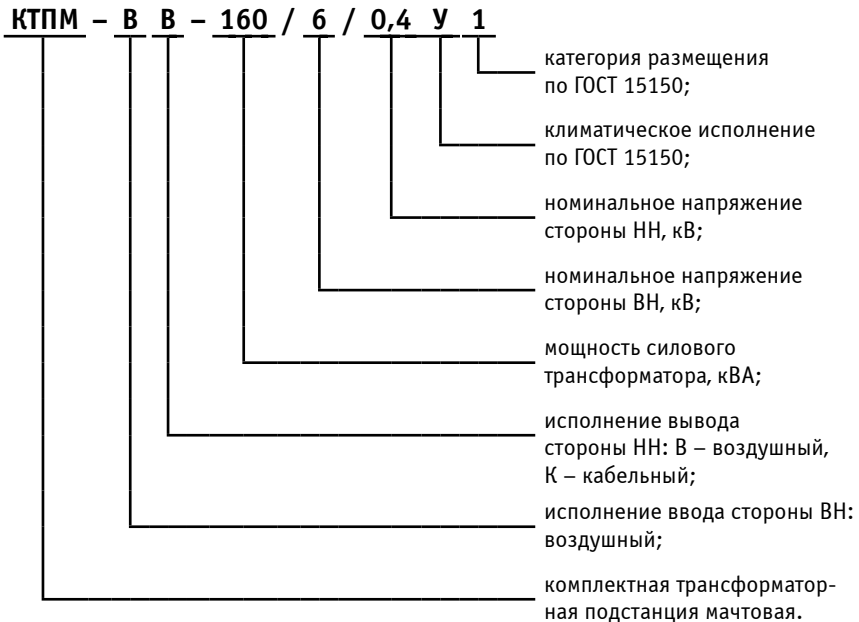 КТПМ – В В – 160 / 6 / 0,4 У 1
категория размещения
по ГОСТ 15150;
климатическое исполнение
по ГОСТ 15150;
номинальное напряжение
стороны НН, кВ;
номинальное напряжение
стороны ВН, кВ;
мощность силового
трансформатора, кВА;
исполнение вывода
стороны НН: В – воздушный,
К – кабельный;
исполнение ввода стороны ВН:
воздушный;
комплектная трансформатор-
ная подстанция мачтовая.